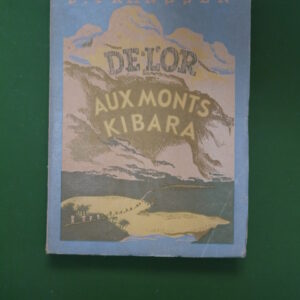 DE L'OR
AUX MONTS
KIBARA